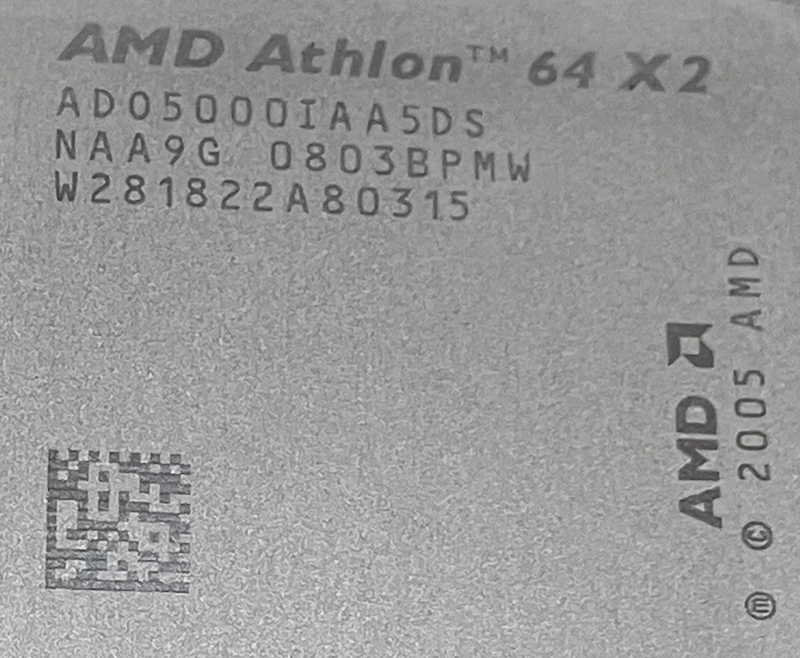 AMD Athlon™ 64 X2
ADO5000IAA5DS
NAA9G 0803BPMW
W281822A80315
AMD
ⓜ © 2005 AMD